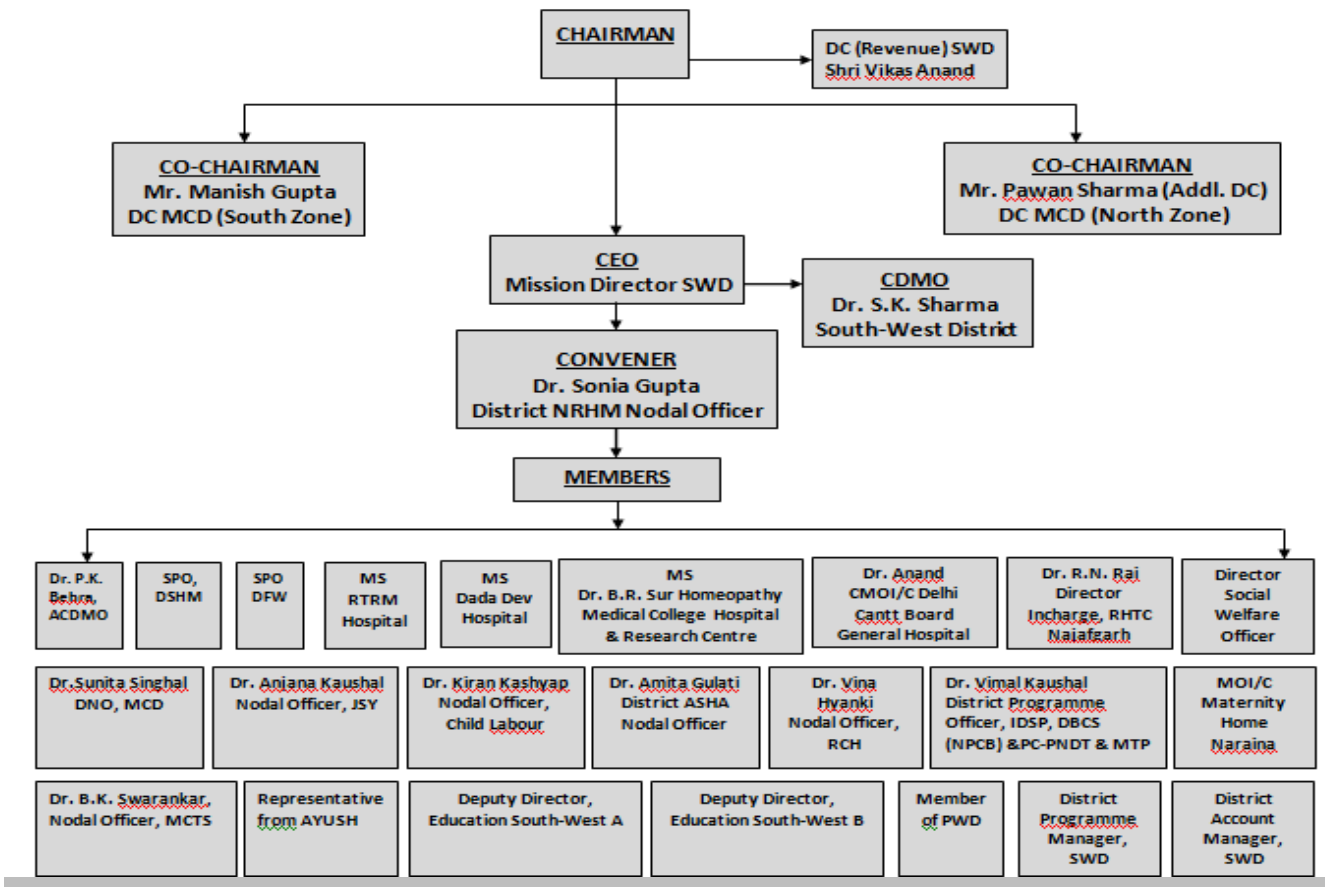 CHAIRMAN
DC (Revenue) SWD
Shri Vikas Anand
CO-CHAIRMAN
Mr. Manish Gupta
DC MCD (South Zone)
CO-CHAIRMAN
Mr. Pawan Sharma (Addl. DC)
DC MCD (North Zone)
CEO
Mission Director SWD
CDMO
Dr. S.K. Sharma
South-West District
CONVENER
Dr. Sonia Gupta
District NRHM Nodal Officer
MEMBERS
Dr. P.K.
Behra,
ACDMO
SPO,
DSHM
SPO
DFW
MS
RTRM
Hospital
MS
Dada Dev
Hospital
MS
Dr. B.R. Sur Homeopathy
Medical College Hospital
& Research Centre
Dr. Anand
CMOI/C Delhi
Cantt Board
General Hospital
Dr. R.N. Rai
Director
Incharge, RHTC
Najafgarh
Director
Social
Welfare
Officer
Dr.Sunita Singhal
DNO, MCD
Dr. Anjana Kaushal
Nodal Officer, JSY
Dr. Kiran Kashyap
Nodal Officer,
Child Labour
Dr. Amita Gulati
District ASHA
Nodal Officer
Dr. Vina
Hyanki
Nodal Officer,
RCH
Dr. Vimal Kaushal
District Programme
Officer, IDSP, DBCS
(NPCB) &PC-PNDT & MTP
MOI/C
Maternity
Home
Naraina
Dr. B.K. Swarankar,
Nodal Officer, MCTS
Representative
from AYUSH
Deputy Director,
Education South-West A
Deputy Director,
Education South-West B
Member
of PWD
District
Programme
Manager,
SWD
District
Account
Manager,
SWD